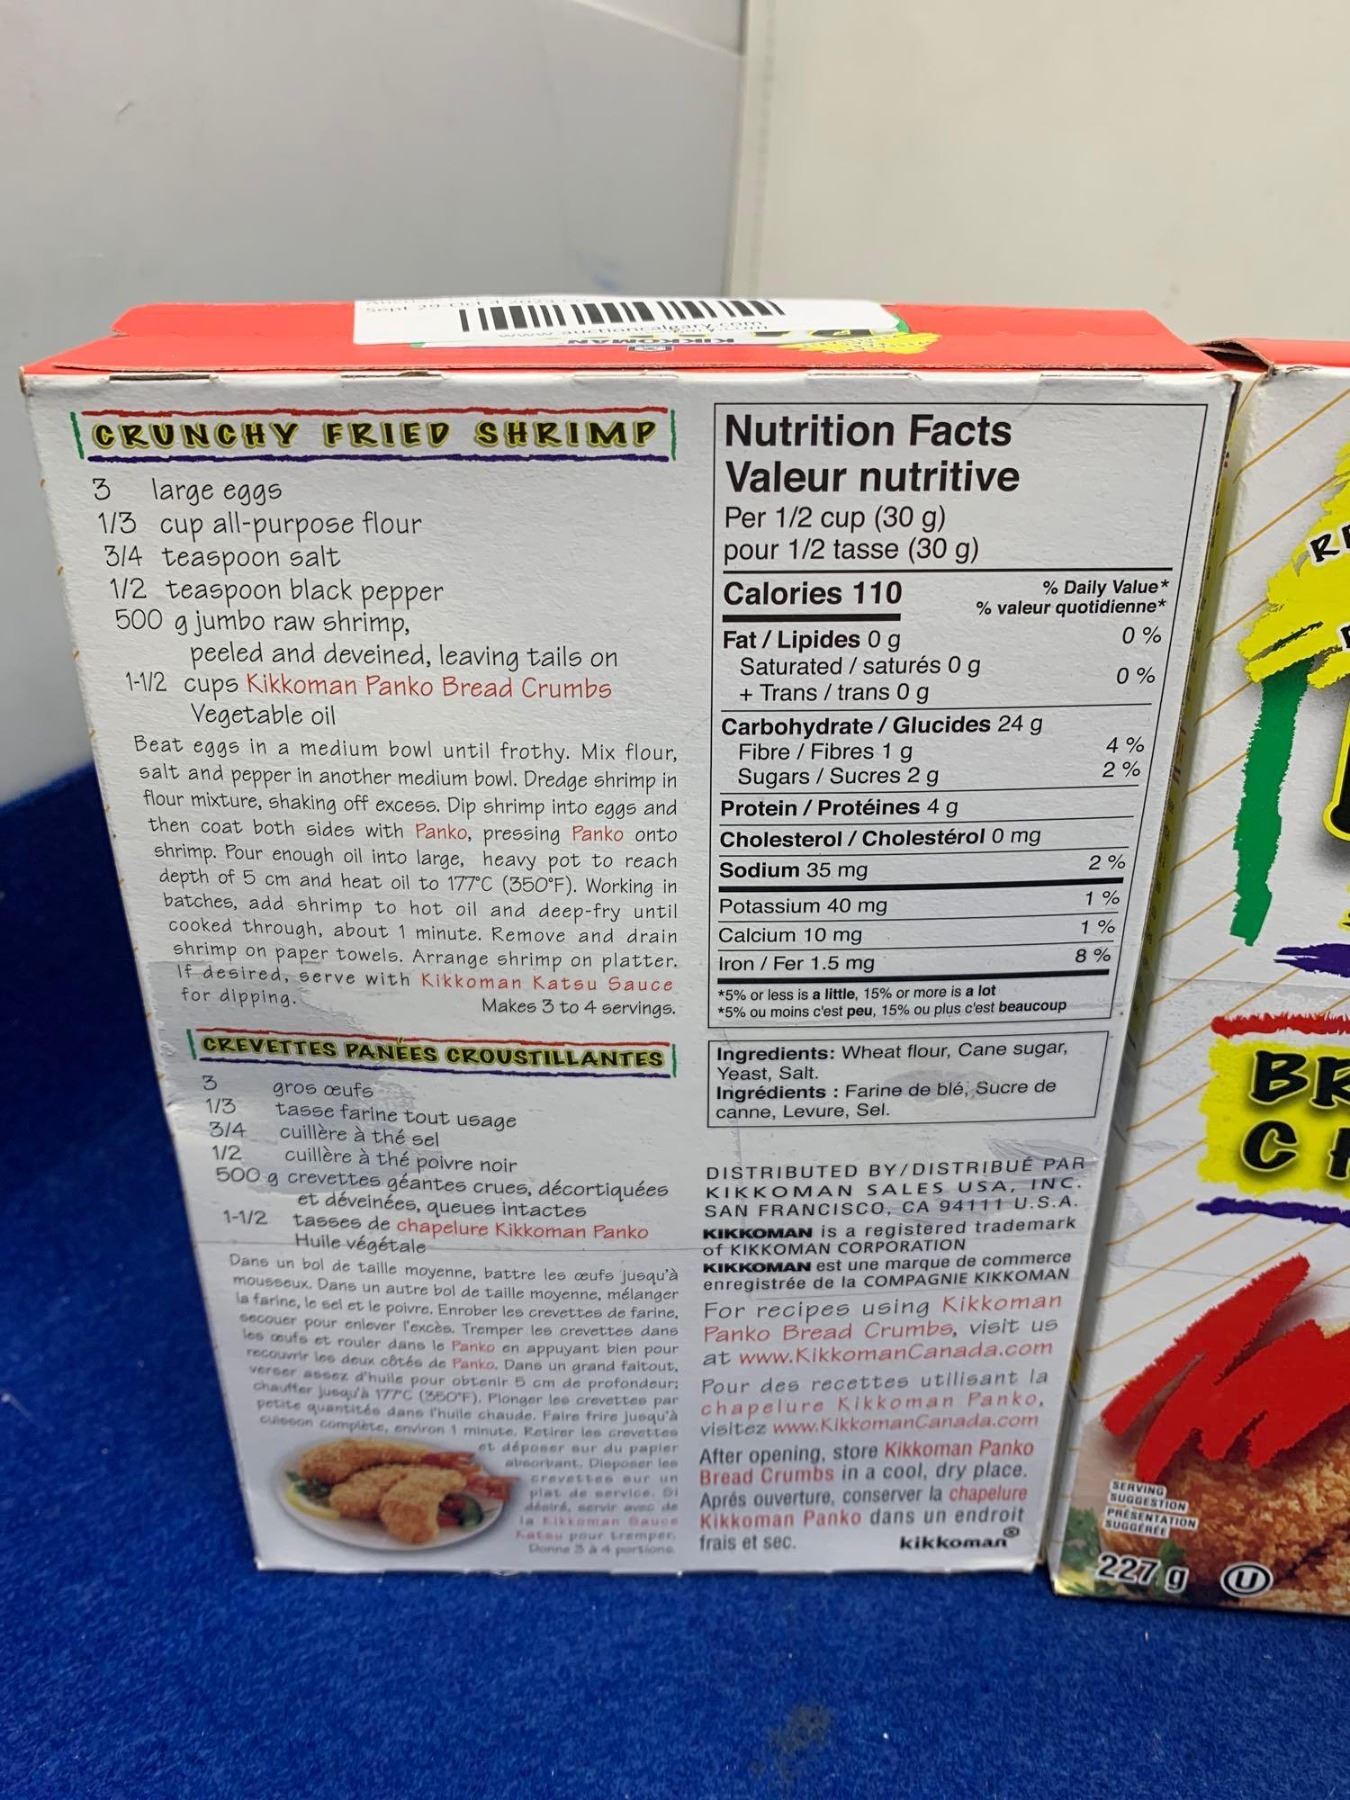 www.auctioncalgary.com
KIKKOMAN
CRUNCHY FRIED SHRIMP
3 large eggs
1/3 cup all-purpose flour
3/4 teaspoon salt
1/2 teaspoon black pepper
500 g jumbo raw shrimp,
peeled and deveined, leaving tails on
1-1/2 cups Kikkoman Panko Bread Crumbs
Vegetable oil
Beat eggs in a medium bowl until frothy. Mix flour,
salt and pepper in another medium bowl. Dredge shrimp in
flour mixture, shaking off excess. Dip shrimp into eggs and
then coat both sides with Panko, pressing Panko onto
shrimp. Pour enough oil into large, heavy pot to reach
depth of 5 cm and heat oil to 177°C (350°F). Working in
batches, add shrimp to hot oil and deep-fry until
cooked through, about 1 minute. Remove and drain
shrimp on paper towels. Arrange shrimp on platter.
If desired, serve with Kikkoman Katsu Sauce
for dipping.
Makes 3 to 4 servings.
CREVETTES PANÉES CROUSTILLANTES
3 gros œufs
1/3 tasse farine tout usage
3/4 cuillère à thé sel
1/2 cuillère à thé poivre noir
500 g crevettes géantes crues, décortiquées
et déveinées, queues intactes
1-1/2 tasses de chapelure Kikkoman Panko
Huile végétale
Dans un bol de taille moyenne, battre les œufs jusqu'à
mousseux. Dans un autre bol de taille moyenne, mélanger
la farine, le sel et le poivre. Enrober les crevettes de farine,
secouer pour enlever l'excès. Tremper les crevettes dans
les œufs et rouler dans le Panko en appuyant bien pour
recouvrir les deux côtés de Panko. Dans un grand faitout,
verser assez d'huile pour obtenir 5 cm de profondeur;
chauffer jusqu'à 177°C (350°F). Plonger les crevettes par
petite quantités dans l'huile chaude. Faire frire jusqu'à
cuisson complète, environ 1 minute. Retirer les crevettes
et déposer sur du papier
absorbant. Disposer les
crevettes sur un
plat de service. Si
désiré, servir avec de
la Kikkoman Sauce
Katsu pour tremper.
Donne 3 à 4 portions.
Nutrition Facts
Valeur nutritive
Per 1/2 cup (30 g)
pour 1/2 tasse (30 g)
Calories 110
% Daily Value*
% valeur quotidienne*
Fat / Lipides 0 g 0 %
Saturated / saturés 0 g
+ Trans / trans 0 g 0 %
Carbohydrate / Glucides 24 g
Fibre / Fibres 1 g 4 %
Sugars / Sucres 2 g 2 %
Protein / Protéines 4 g
Cholesterol / Cholestérol 0 mg
Sodium 35 mg 2 %
Potassium 40 mg 1 %
Calcium 10 mg 1 %
Iron / Fer 1.5 mg 8 %
*5% or less is a little, 15% or more is a lot
*5% ou moins c'est peu, 15% ou plus c'est beaucoup
Ingredients: Wheat flour, Cane sugar,
Yeast, Salt.
Ingrédients : Farine de blé, Sucre de
canne, Levure, Sel.
DISTRIBUTED BY/DISTRIBUÉ PAR
KIKKOMAN SALES USA, INC.
SAN FRANCISCO, CA 94111 U.S.A.
KIKKOMAN is a registered trademark
of KIKKOMAN CORPORATION
KIKKOMAN est une marque de commerce
enregistrée de la COMPAGNIE KIKKOMAN
For recipes using Kikkoman
Panko Bread Crumbs, visit us
at www.KikkomanCanada.com
Pour des recettes utilisant la
chapelure Kikkoman Panko,
visitez www.KikkomanCanada.com
After opening, store Kikkoman Panko
Bread Crumbs in a cool, dry place.
Aprés ouverture, conserver la chapelure
Kikkoman Panko dans un endroit
frais et sec.
kikkoman®
BR
C
SERVING
SUGGESTION
PRÉSENTATION
SUGGÉRÉE
227 g U